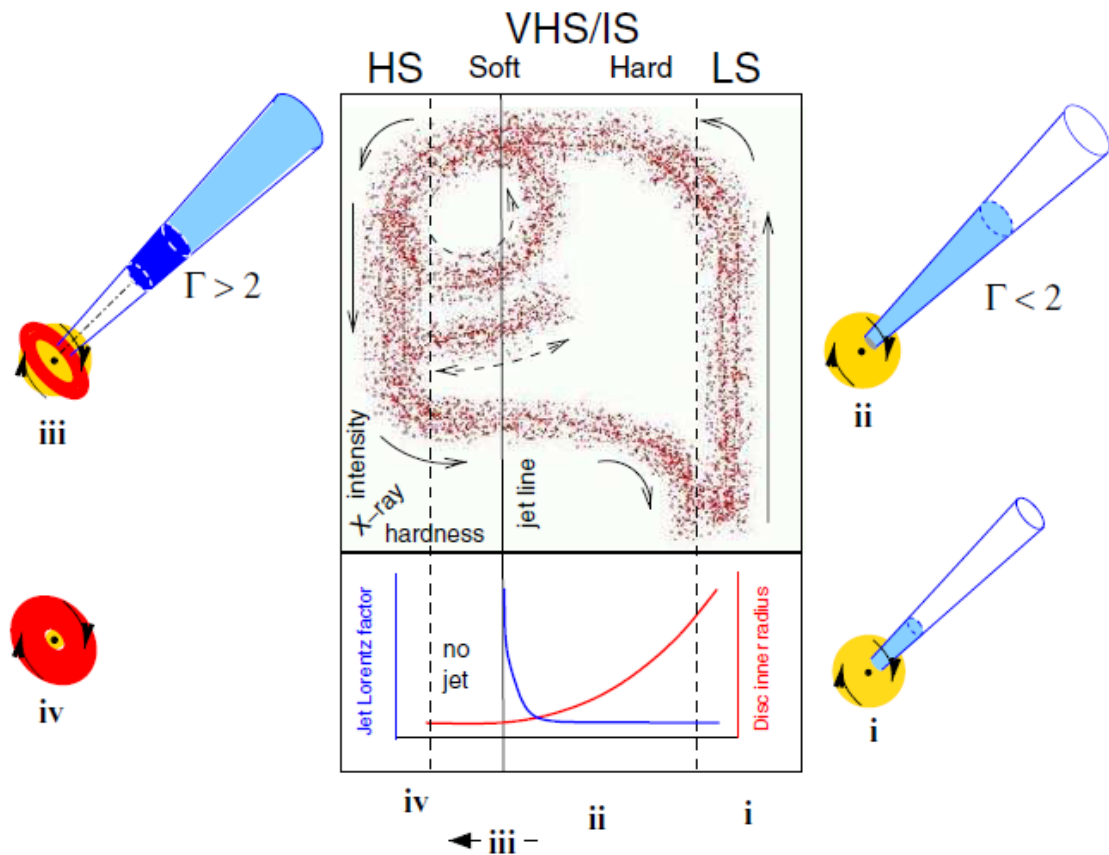 VHS/IS
HS Soft Hard LS
Γ > 2
Γ < 2
iii
ii
intensity
X-ray
hardness
jet line
Jet Lorentz factor
no
jet
Disc inner radius
iv
i
iv
ii
i
iii